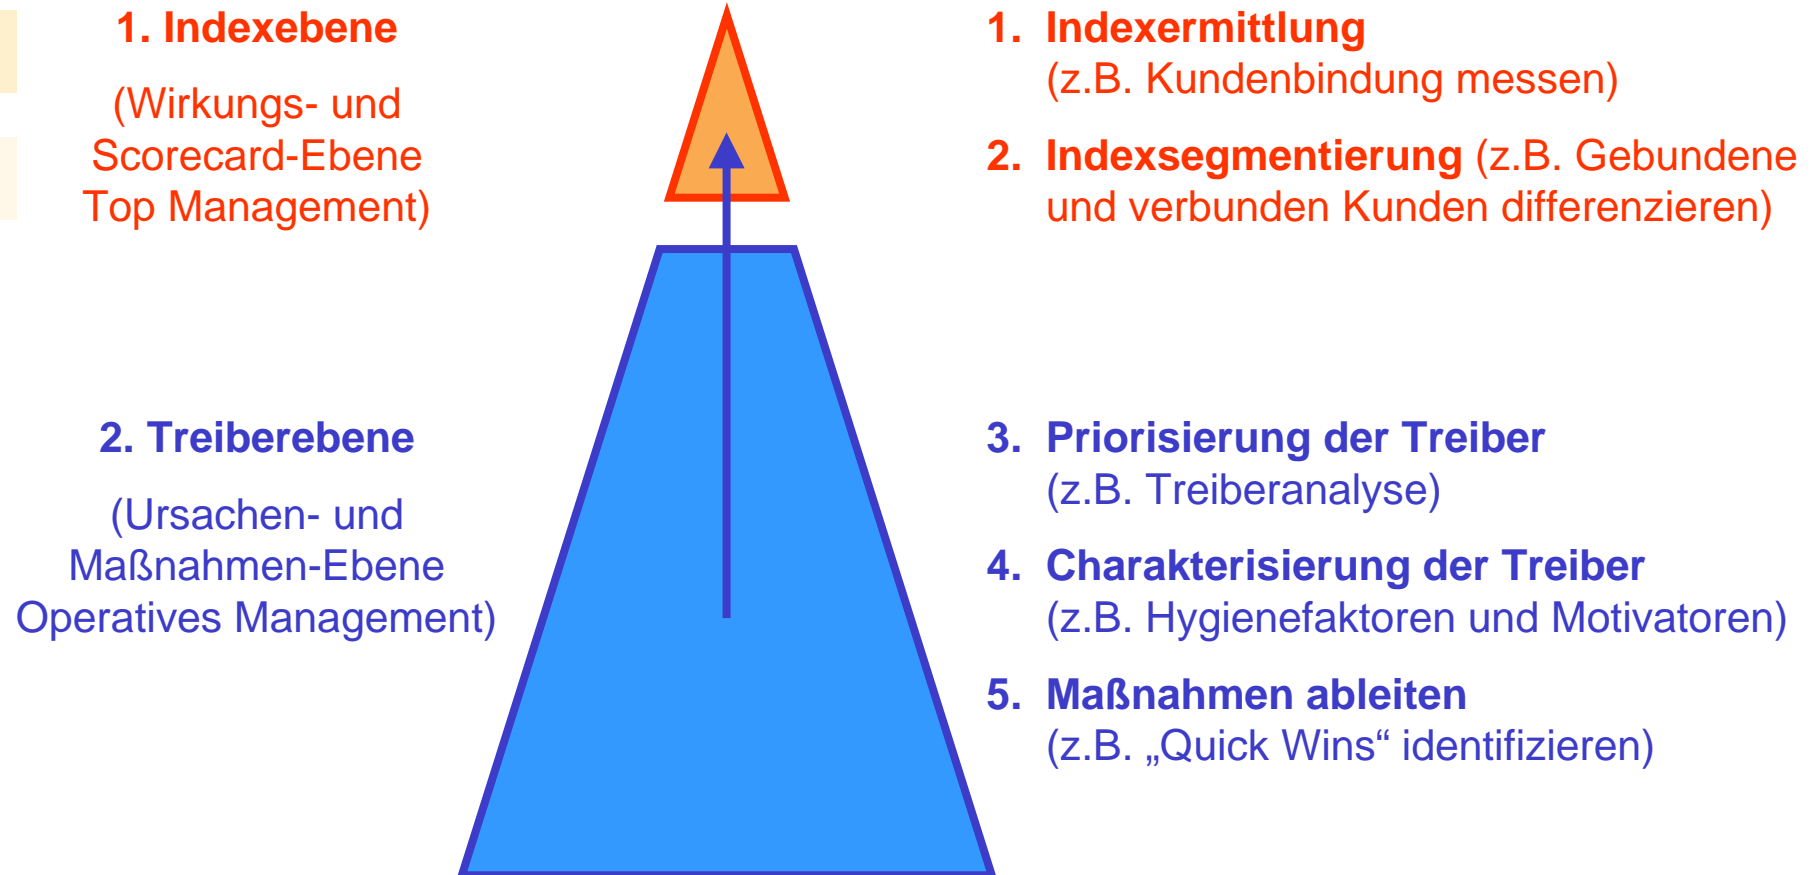 1. Indexebene
(Wirkungs- und
Scorecard-Ebene
Top Management)
1. Indexermittlung
(z.B. Kundenbindung messen)
2. Indexsegmentierung (z.B. Gebundene
und verbunden Kunden differenzieren)
2. Treiberebene
(Ursachen- und
Maßnahmen-Ebene
Operatives Management)
3. Priorisierung der Treiber
(z.B. Treiberanalyse)
4. Charakterisierung der Treiber
(z.B. Hygienefaktoren und Motivatoren)
5. Maßnahmen ableiten
(z.B. „Quick Wins“ identifizieren)